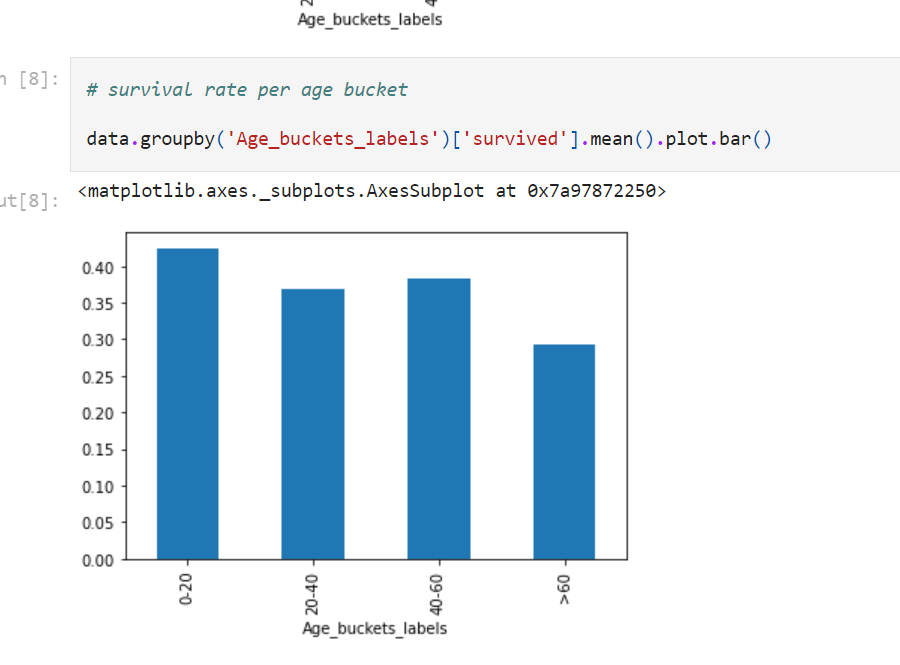 Age_buckets_labels
[8]:
# survival rate per age bucket
data.groupby('Age_buckets_labels')['survived'].mean().plot.bar()
ut[8]:
<matplotlib.axes._subplots.AxesSubplot at 0x7a97872250>
0.40
0.35
0.30
0.25
0.20
0.15
0.10
0.05
0.00
0-20
20-40
40-60
>60
Age_buckets_labels